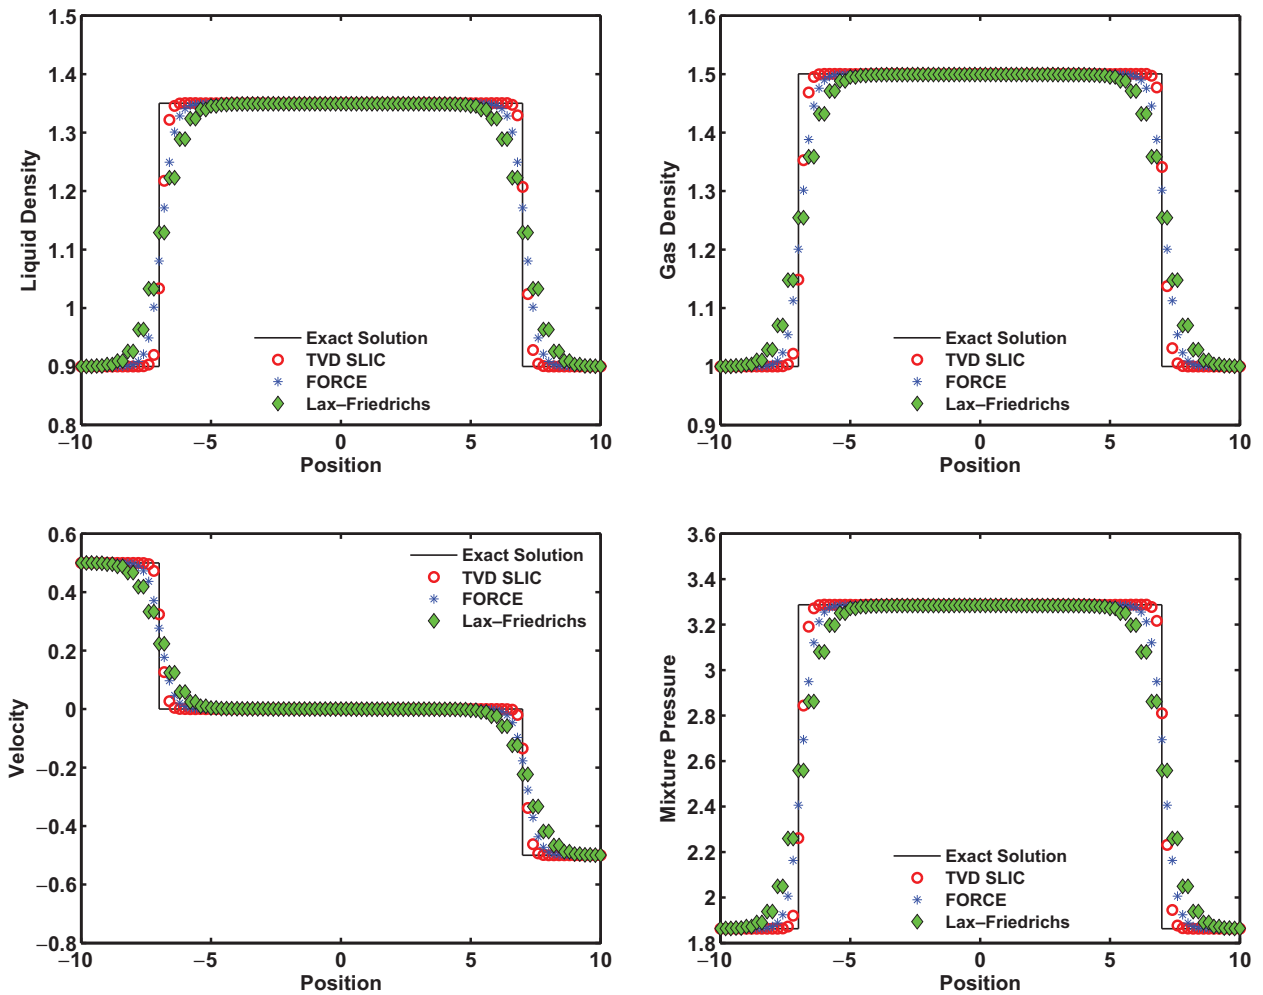 1.5
1.4
1.3
1.2
1.1
1
0.9
0.8
Liquid Density
−10
−5
0
5
10
Position
Exact Solution
TVD SLIC
FORCE
Lax–Friedrichs
1.6
1.5
1.4
1.3
1.2
1.1
1
0.9
Gas Density
−10
−5
0
5
10
Position
Exact Solution
TVD SLIC
FORCE
Lax–Friedrichs
0.6
0.4
0.2
0
−0.2
−0.4
−0.6
−0.8
Velocity
−10
−5
0
5
10
Position
Exact Solution
TVD SLIC
FORCE
Lax–Friedrichs
3.6
3.4
3.2
3
2.8
2.6
2.4
2.2
2
1.8
Mixture Pressure
−10
−5
0
5
10
Position
Exact Solution
TVD SLIC
FORCE
Lax–Friedrichs